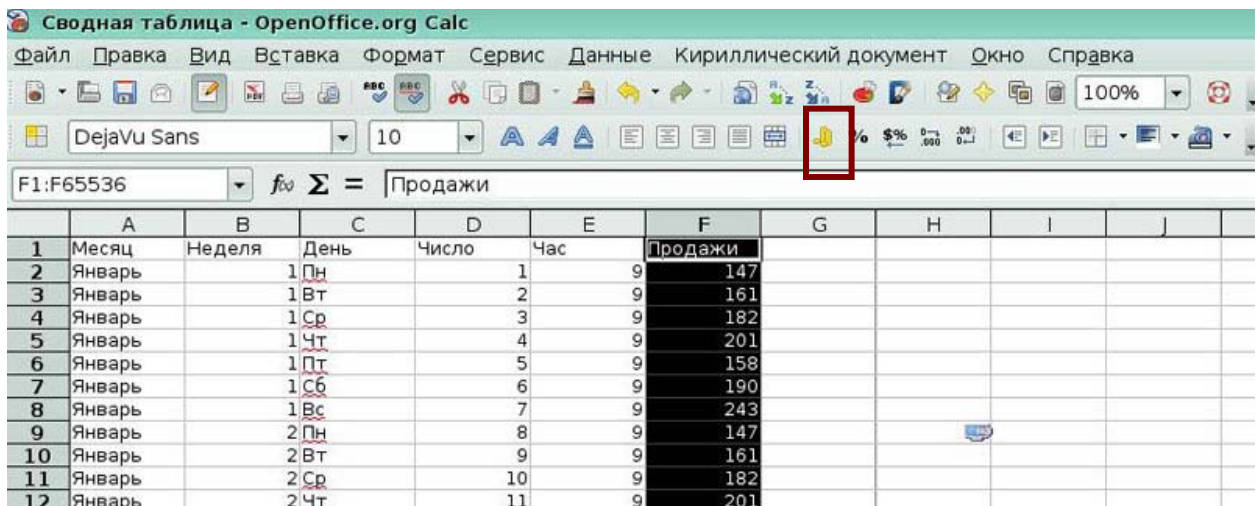 Сводная таблица - OpenOffice.org Calc
Файл Правка Вид Вставка Формат Сервис Данные Кириллический документ Окно Справка
100%
DejaVu Sans 10
F1:F65536 Продажи
A B C D E F G H I J
1 Месяц Неделя День Число Час Продажи
2 Январь 1 Пн 1 9 147
3 Январь 1 Вт 2 9 161
4 Январь 1 Ср 3 9 182
5 Январь 1 Чт 4 9 201
6 Январь 1 Пт 5 9 158
7 Январь 1 Сб 6 9 190
8 Январь 1 Вс 7 9 243
9 Январь 2 Пн 8 9 147
10 Январь 2 Вт 9 9 161
11 Январь 2 Ср 10 9 182
12 Январь 2 Чт 11 9 201